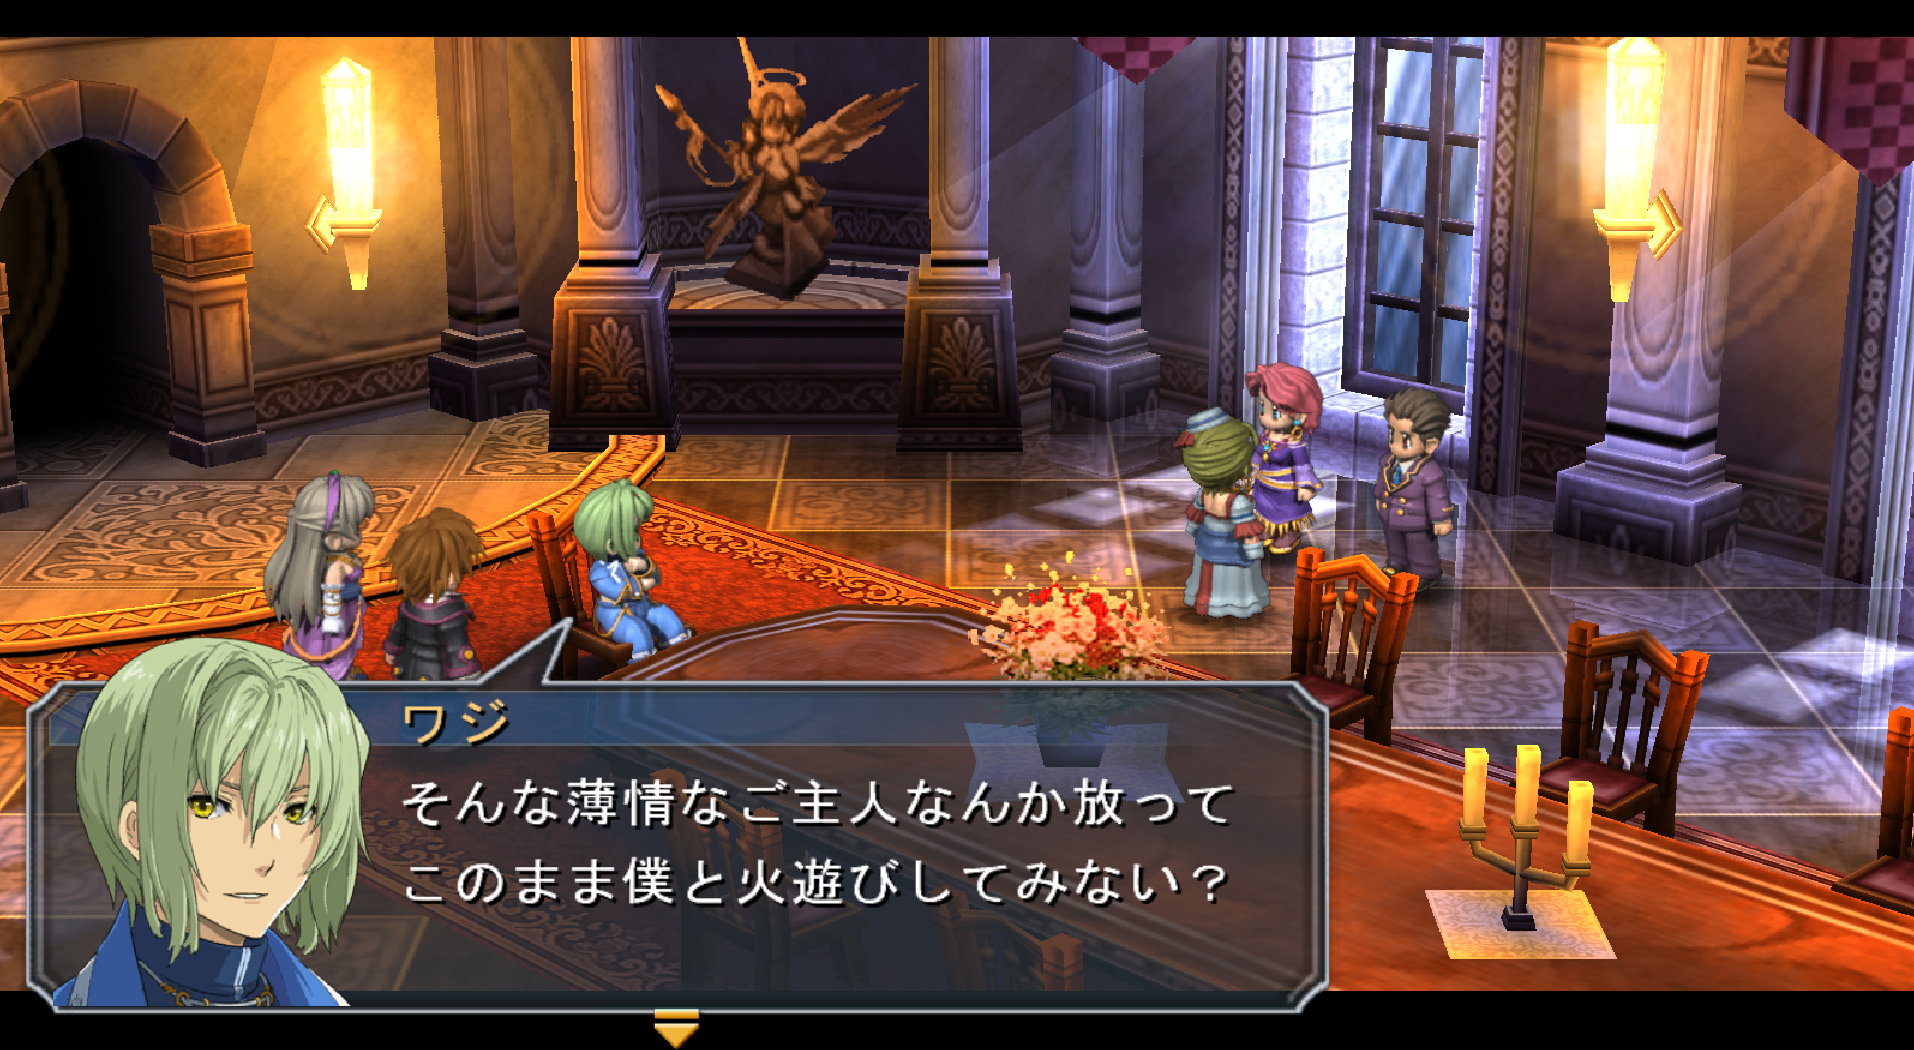 ワジ
そんな薄情なご主人なんか放って
このまま僕と火遊びしてみない？